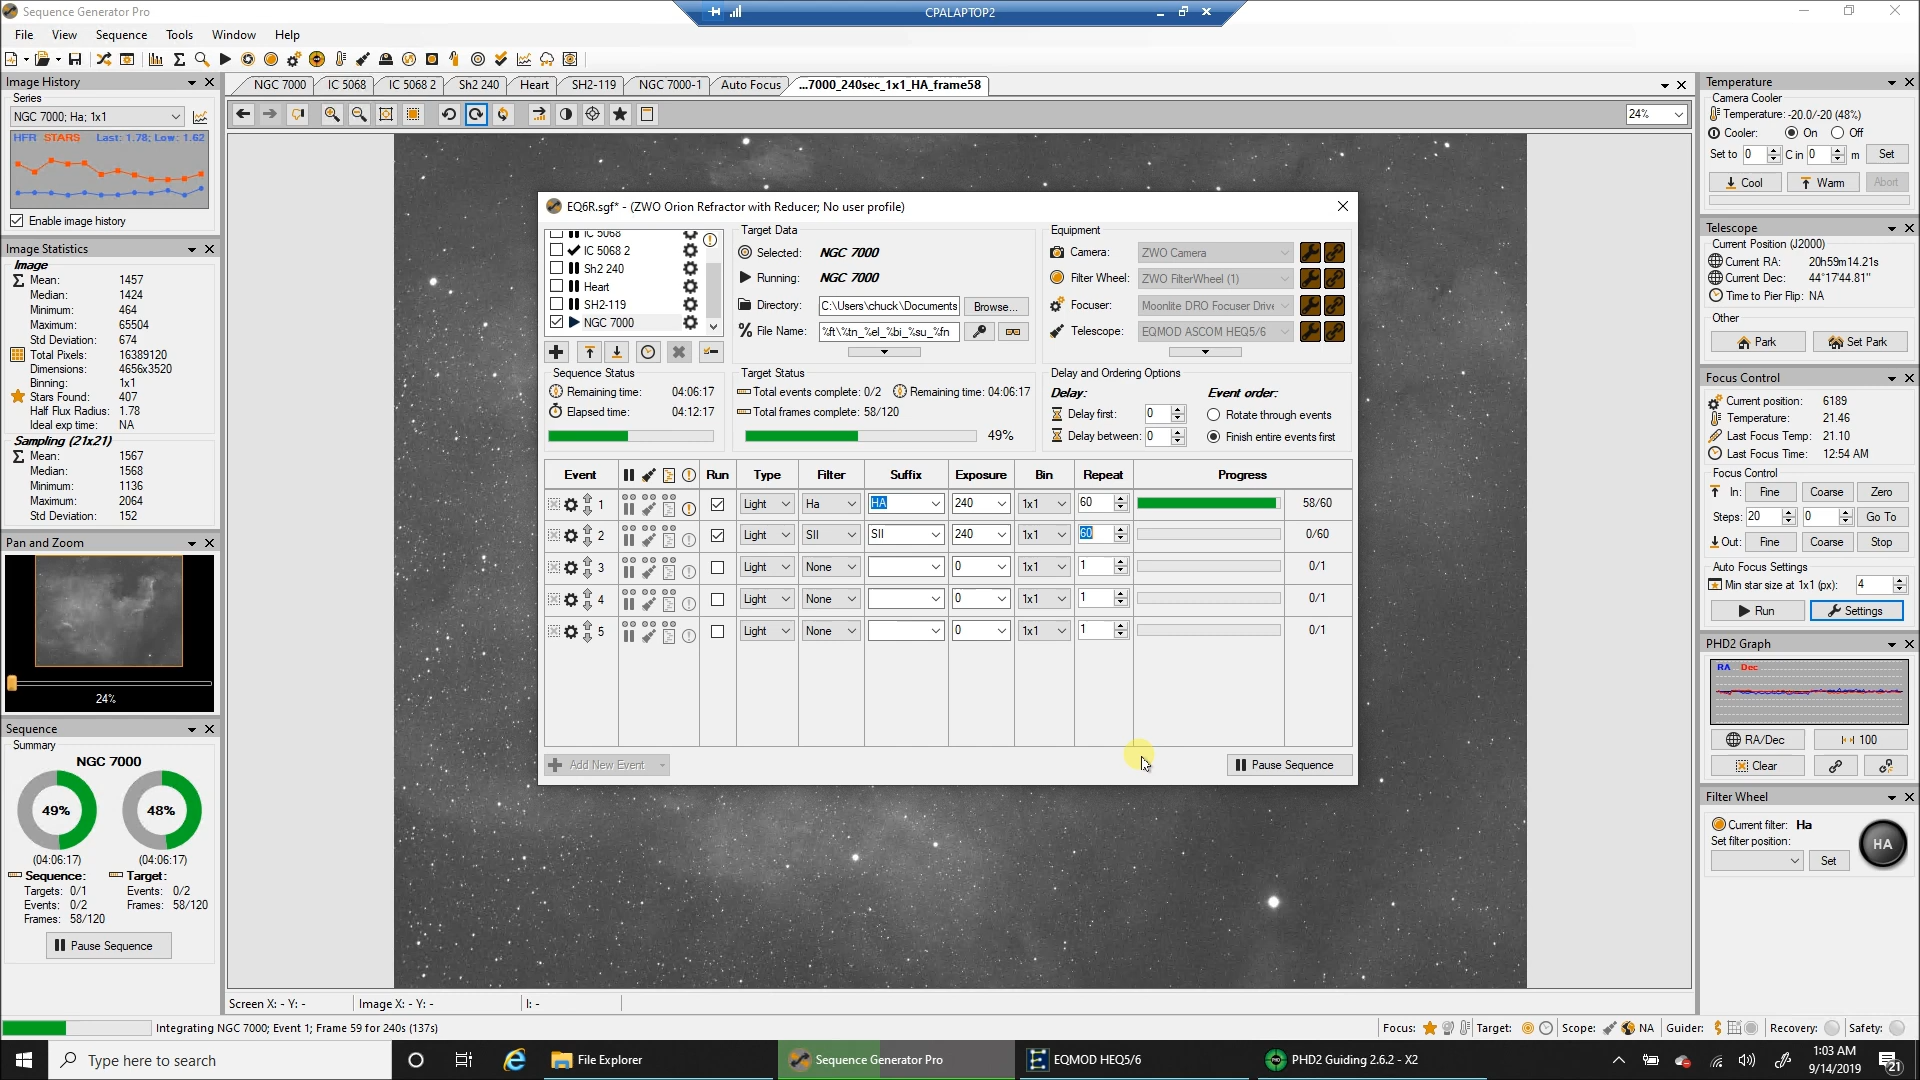 Sequence Generator Pro
CPALAPTOP2
File View Sequence Tools Window Help
Image History
Series
NGC 7000; Ha; 1x1
HFR STARS Last: 1.78; Low: 1.62
Enable image history
Image Statistics
Image
Mean: 1457
Median: 1424
Minimum: 464
Maximum: 65504
Std Deviation: 674
Total Pixels: 16389120
Dimensions: 4656x3520
Binning: 1x1
Stars Found: 407
Half Flux Radius: 1.78
Ideal exp time: NA
Sampling (21x21)
Mean: 1567
Median: 1568
Minimum: 1136
Maximum: 2064
Std Deviation: 152
Pan and Zoom
24%
Sequence
Summary
NGC 7000
49% 48%
(04:06:17) (04:06:17)
Sequence: Target:
Targets: 0/1 Events: 0/2
Events: 0/2 Frames: 58/120
Frames: 58/120
Pause Sequence
NGC 7000 IC 5068 IC 5068 2 Sh2 240 Heart SH2-119 NGC 7000-1 Auto Focus ...7000_240sec_1x1_HA_frame58
24%
EQ6R.sgf* - (ZWO Orion Refractor with Reducer; No user profile)
IC 5068
IC 5068 2
Sh2 240
Heart
SH2-119
NGC 7000
Target Data
Selected: NGC 7000
Running: NGC 7000
Directory: C:\Users\chuck\Documents Browse...
File Name: %ft\%tn_%el_%bi_%su_%fn
Equipment
Camera: ZWO Camera
Filter Wheel: ZWO FilterWheel (1)
Focuser: Moonlite DRO Focuser Drive
Telescope: EQMOD ASCOM HEQ5/6
Sequence Status
Remaining time: 04:06:17
Elapsed time: 04:12:17
Target Status
Total events complete: 0/2 Remaining time: 04:06:17
Total frames complete: 58/120
49%
Delay and Ordering Options
Delay: Event order:
Delay first: 0 Rotate through events
Delay between: 0 Finish entire events first
Event Run Type Filter Suffix Exposure Bin Repeat Progress
1 Light Ha HA 240 1x1 60 58/60
2 Light SII SII 240 1x1 60 0/60
3 Light None 0 1x1 1 0/1
4 Light None 0 1x1 1 0/1
5 Light None 0 1x1 1 0/1
Add New Event Pause Sequence
Screen X: - Y: - Image X: - Y: - I: -
Temperature
Camera Cooler
Temperature: -20.0/-20 (48%)
Cooler: On Off
Set to 0 C in 0 m Set
Cool Warm Abort
Telescope
Current Position (J2000)
Current RA: 20h59m14.21s
Current Dec: 44°17'44.81"
Time to Pier Flip: NA
Other
Park Set Park
Focus Control
Current position: 6189
Temperature: 21.46
Last Focus Temp: 21.10
Last Focus Time: 12:54 AM
Focus Control
In: Fine Coarse Zero
Steps: 20 0 Go To
Out: Fine Coarse Stop
Auto Focus Settings
Min star size at 1x1 (px): 4
Run Settings
PHD2 Graph
RA Dec
RA/Dec 100
Clear
Filter Wheel
Current filter: Ha
Set filter position:
Set
HA
Integrating NGC 7000; Event 1; Frame 59 for 240s (137s)
Focus: Target: Scope: NA Guider: Recovery: Safety:
Type here to search
File Explorer
Sequence Generator Pro
EQMOD HEQ5/6
PHD2 Guiding 2.6.2 - X2
1:03 AM
9/14/2019
21